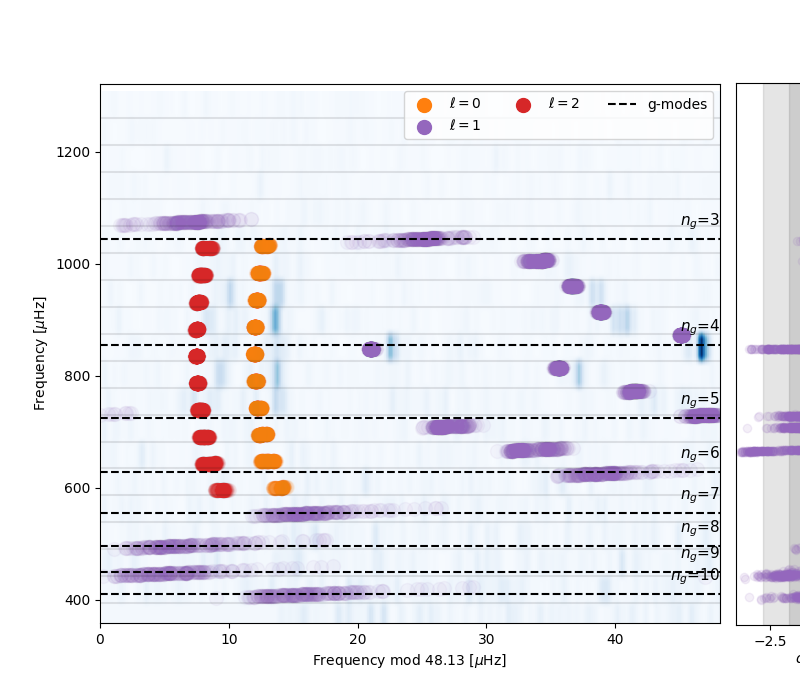 ℓ = 0 ℓ = 2 g-modes
ℓ = 1
1200
1000
800
600
400
Frequency [μHz]
n_g=3
n_g=4
n_g=5
n_g=6
n_g=7
n_g=8
n_g=9
n_g=10
0 10 20 30 40
Frequency mod 48.13 [μHz]
−2.5